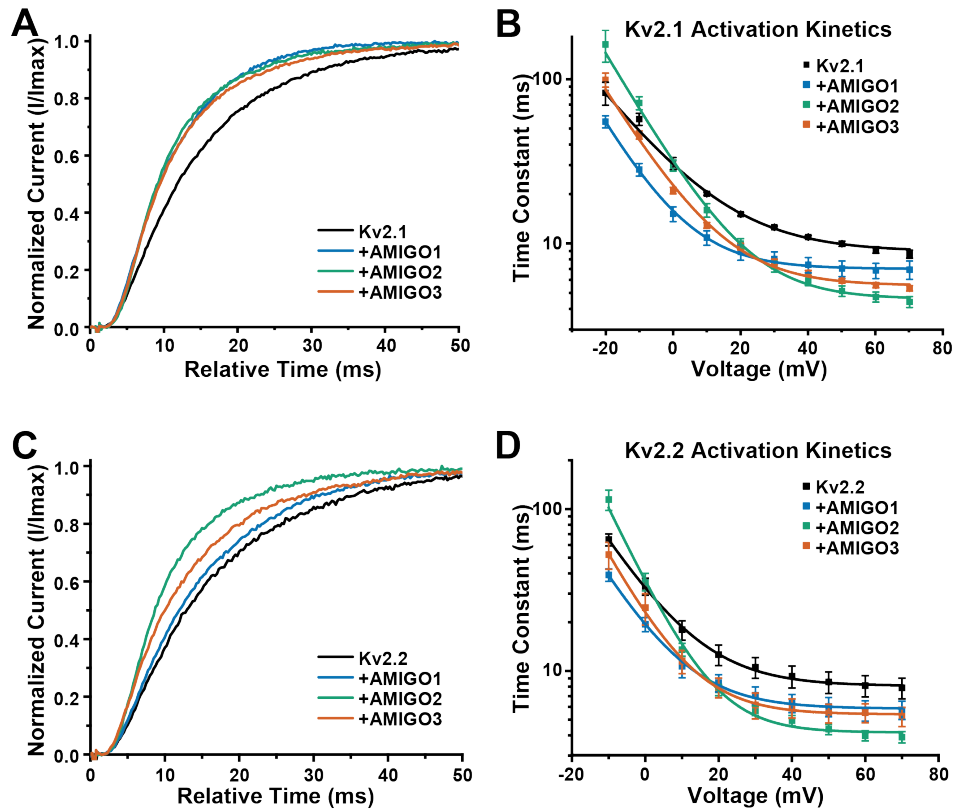 A
Normalized Current (I/Imax)
1.0
0.8
0.6
0.4
0.2
0.0
Kv2.1
+AMIGO1
+AMIGO2
+AMIGO3
0 10 20 30 40 50
Relative Time (ms)
B
Kv2.1 Activation Kinetics
Time Constant (ms)
100
10
Kv2.1
+AMIGO1
+AMIGO2
+AMIGO3
-20 0 20 40 60 80
Voltage (mV)
C
Normalized Current (I/Imax)
1.0
0.8
0.6
0.4
0.2
0.0
Kv2.2
+AMIGO1
+AMIGO2
+AMIGO3
0 10 20 30 40 50
Relative Time (ms)
D
Kv2.2 Activation Kinetics
Time Constant (ms)
100
10
Kv2.2
+AMIGO1
+AMIGO2
+AMIGO3
-20 0 20 40 60 80
Voltage (mV)